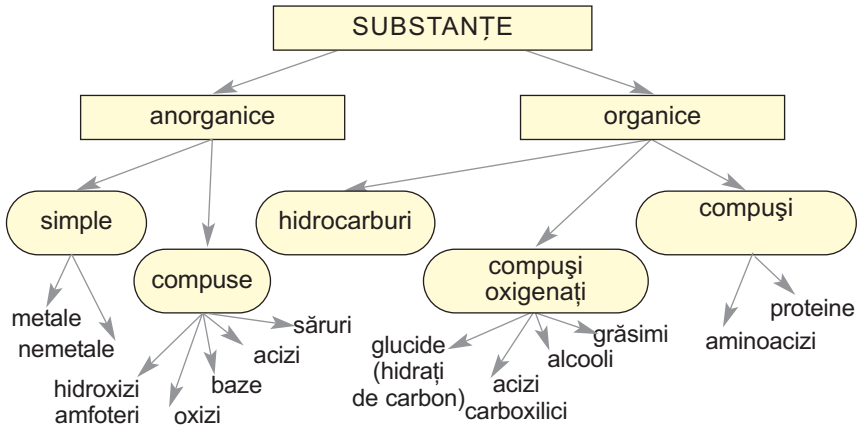 SUBSTANȚE
anorganice
organice
simple
hidrocarburi
compuşi
compuse
compuşi
oxigenați
metale
nemetale
hidroxizi
amfoteri
oxizi
baze
acizi
săruri
glucide
(hidrați
de carbon)
acizi
carboxilici
alcooli
grăsimi
aminoacizi
proteine